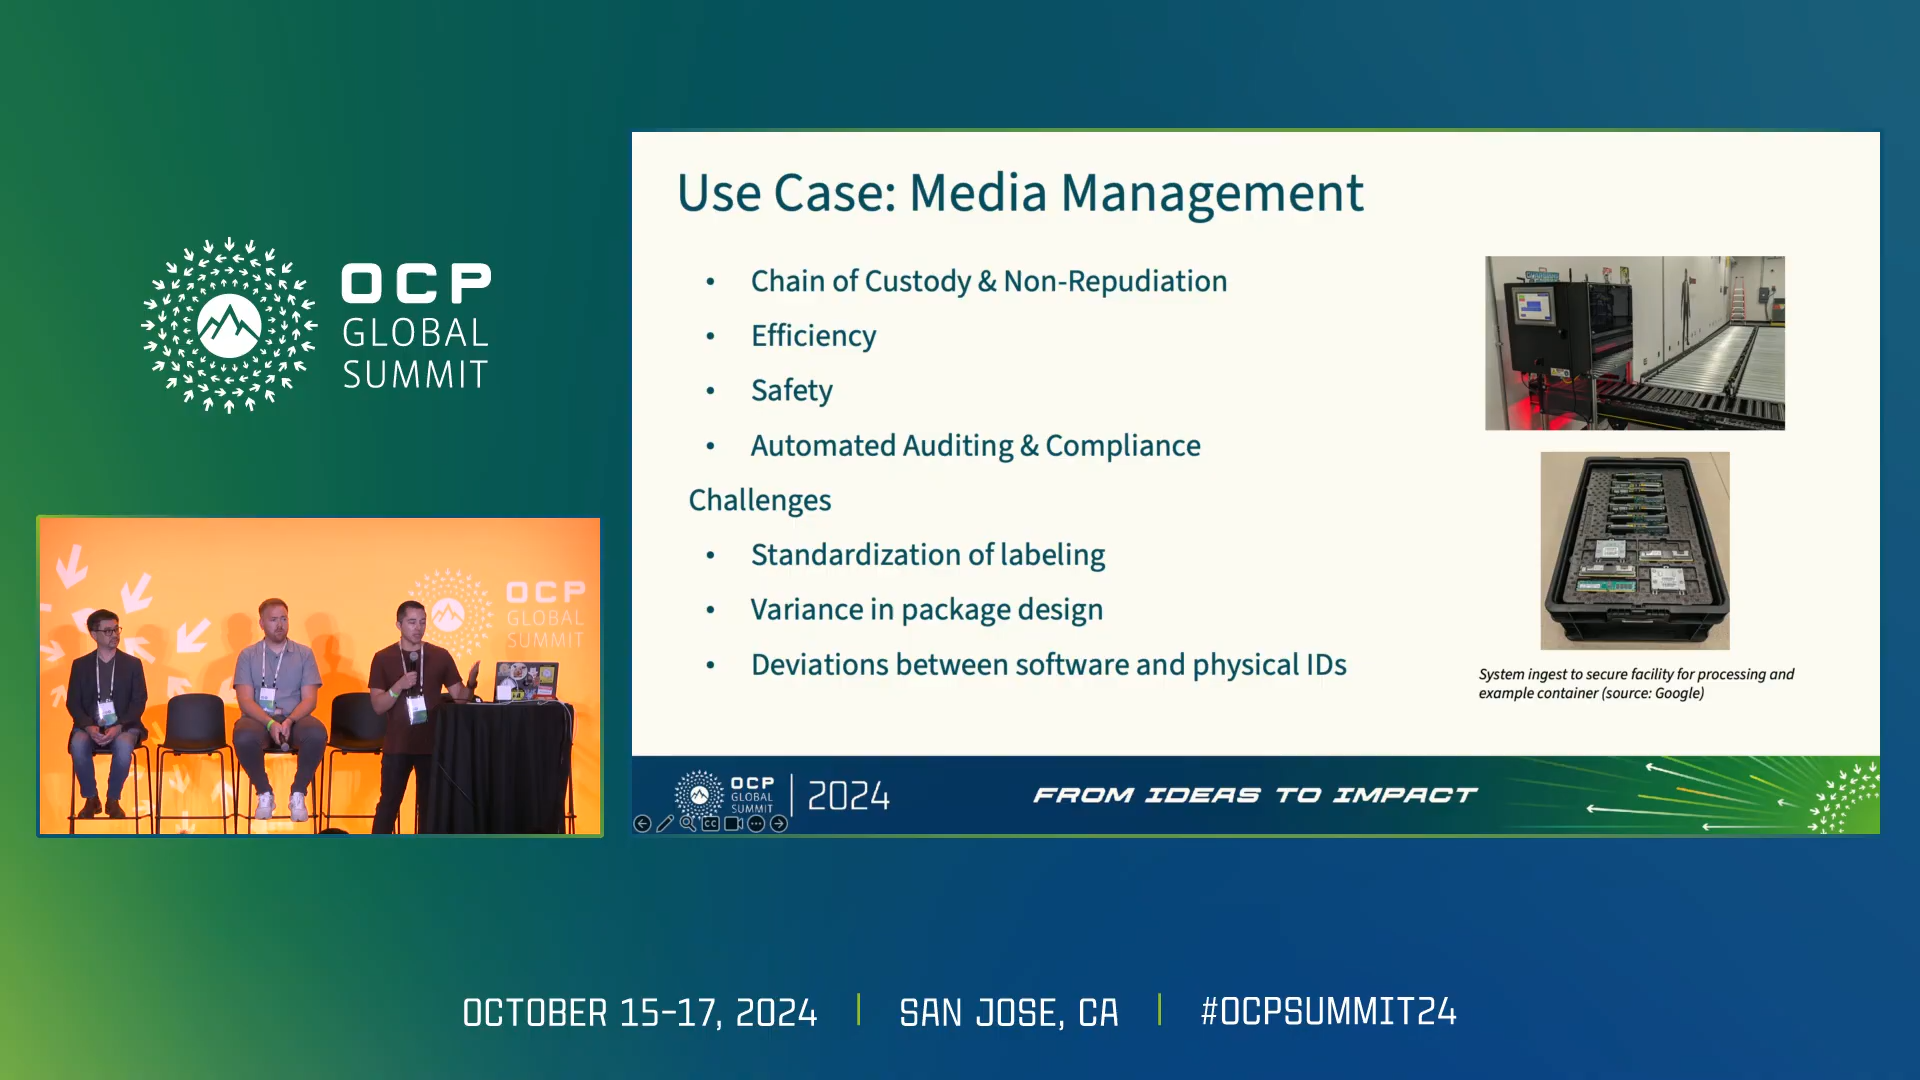 OCP
GLOBAL
SUMMIT
Use Case: Media Management
• Chain of Custody & Non-Repudiation
• Efficiency
• Safety
• Automated Auditing & Compliance
Challenges
• Standardization of labeling
• Variance in package design
• Deviations between software and physical IDs
System ingest to secure facility for processing and
example container (source: Google)
OCP
GLOBAL
SUMMIT
OCP
GLOBAL
SUMMIT
2024
FROM IDEAS TO IMPACT
CC
OCTOBER 15-17, 2024 | SAN JOSE, CA | #OCPSUMMIT24